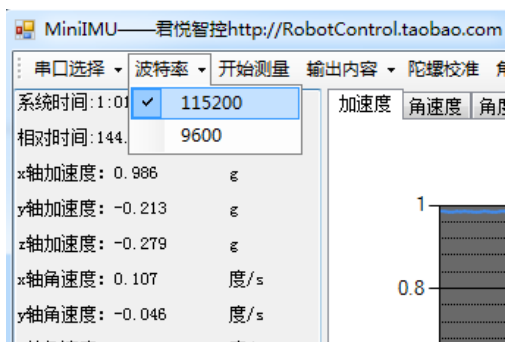 MiniIMU——君悦智控http://RobotControl.taobao.com
串口选择 波特率 开始测量 输出内容 陀螺校准
系统时间:1:01
115200
9600
加速度 角速度 角度
相对时间:144.
x轴加速度: 0.986 g
y轴加速度: -0.213 g
z轴加速度: -0.279 g
x轴角速度: 0.107 度/s
y轴角速度: -0.046 度/s
1
0.8